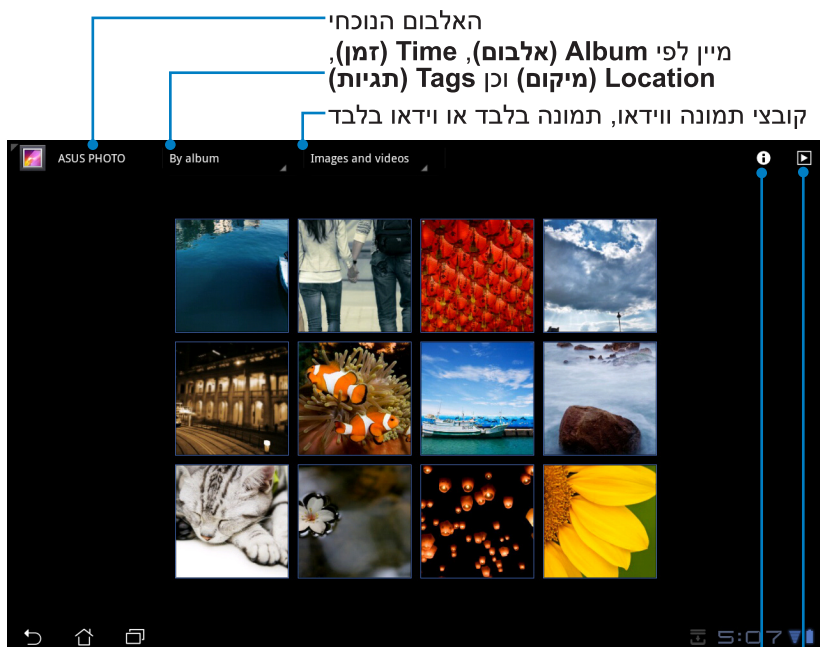 האלבום הנוכחי
מיין לפי Album (אלבום), Time (זמן),
Location (מיקום) וכן Tags (תגיות)
קובצי תמונה ווידאו, תמונה בלבד או וידאו בלבד
ASUS PHOTO By album Images and videos
5:07